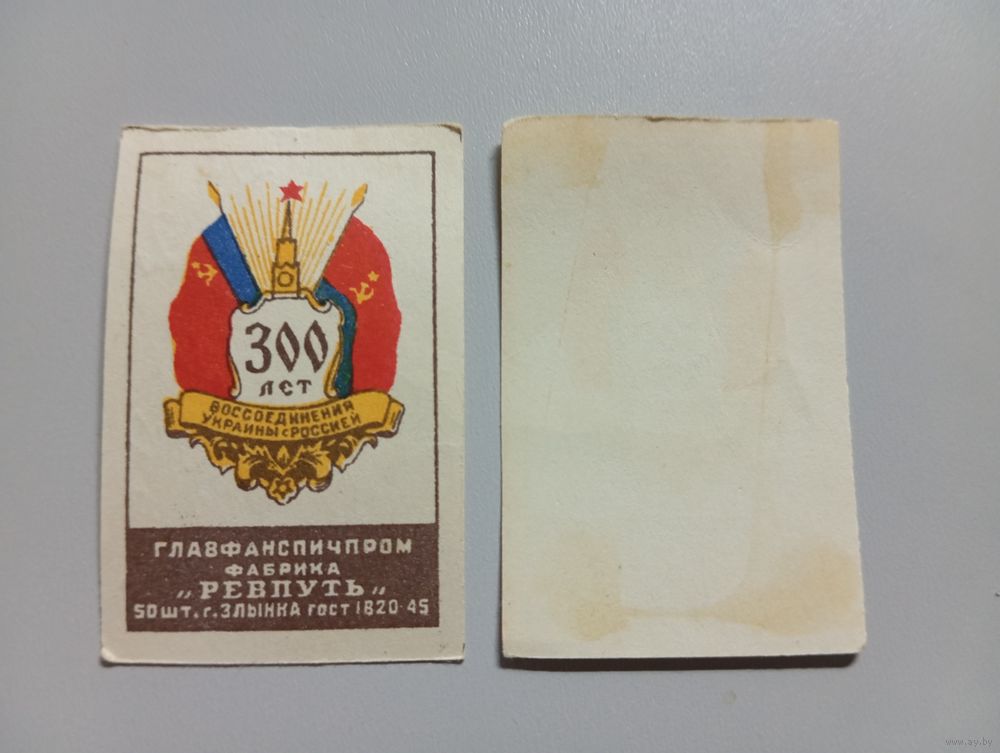 300
ЛЕТ
ВОССОЕДИНЕНИЯ
УКРАИНЫ с РОССИЕЙ
ГЛАВФАНСПИЧПРОМ
ФАБРИКА
„РЕВПУТЬ„
50 ШТ. г. ЗЛЫНКА ГОСТ 1820-45
www.ay.by